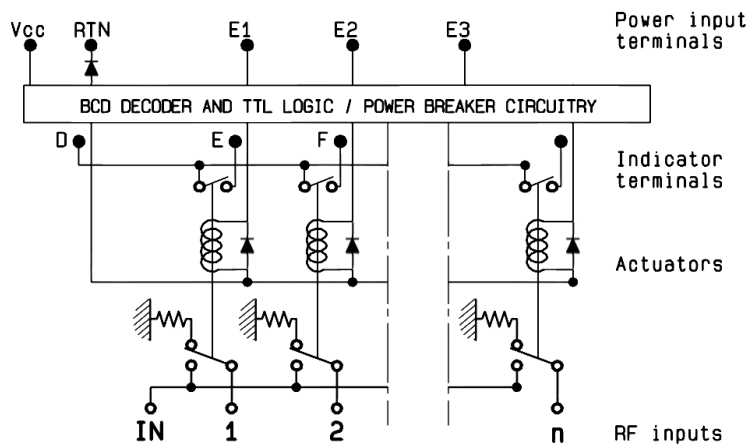 Vcc RTN E1 E2 E3 Power input
terminals
BCD DECODER AND TTL LOGIC / POWER BREAKER CIRCUITRY
D E F Indicator
terminals
Actuators
IN 1 2 n RF inputs